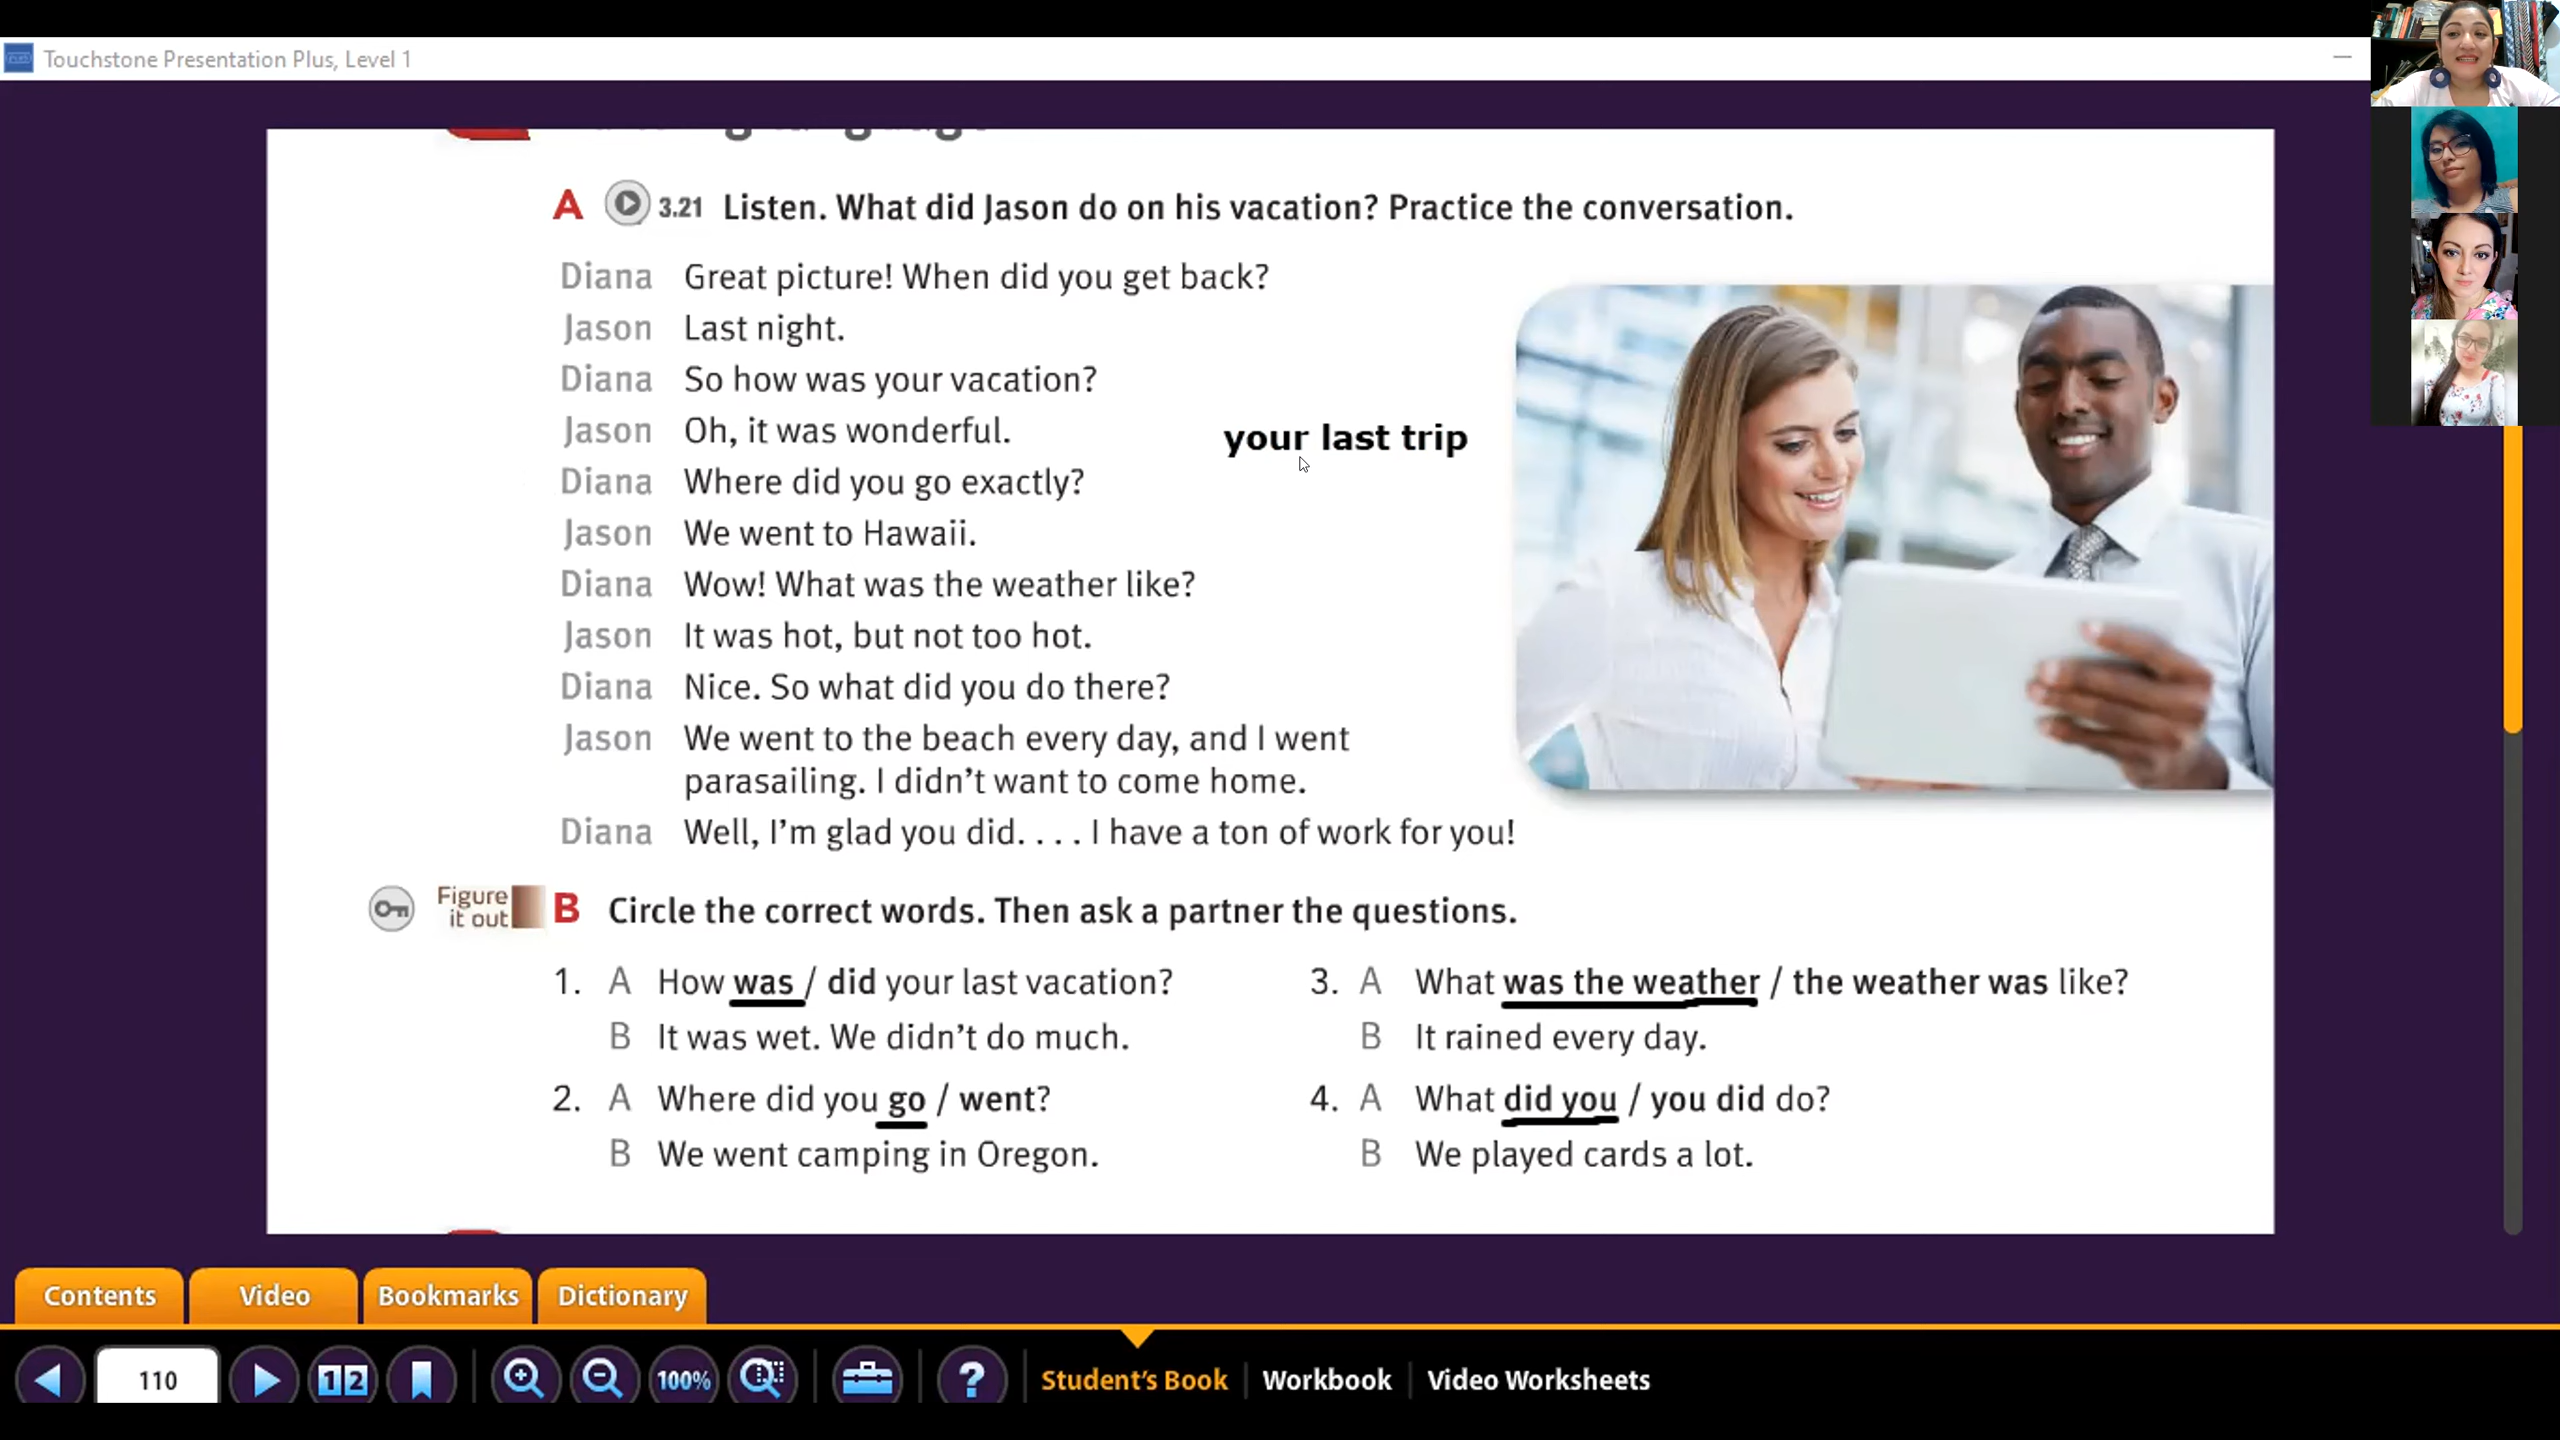 Touchstone Presentation Plus, Level 1
A 3.21 Listen. What did Jason do on his vacation? Practice the conversation.
Diana Great picture! When did you get back?
Jason Last night.
Diana So how was your vacation?
Jason Oh, it was wonderful.
your last trip
Diana Where did you go exactly?
Jason We went to Hawaii.
Diana Wow! What was the weather like?
Jason It was hot, but not too hot.
Diana Nice. So what did you do there?
Jason We went to the beach every day, and I went
parasailing. I didn't want to come home.
Diana Well, I'm glad you did. . . . I have a ton of work for you!
Figure
it out
B Circle the correct words. Then ask a partner the questions.
1. A How was / did your last vacation?
B It was wet. We didn't do much.
2. A Where did you go / went?
B We went camping in Oregon.
3. A What was the weather / the weather was like?
B It rained every day.
4. A What did you / you did do?
B We played cards a lot.
Contents Video Bookmarks Dictionary
110 1 2 100% ? Student's Book Workbook Video Worksheets